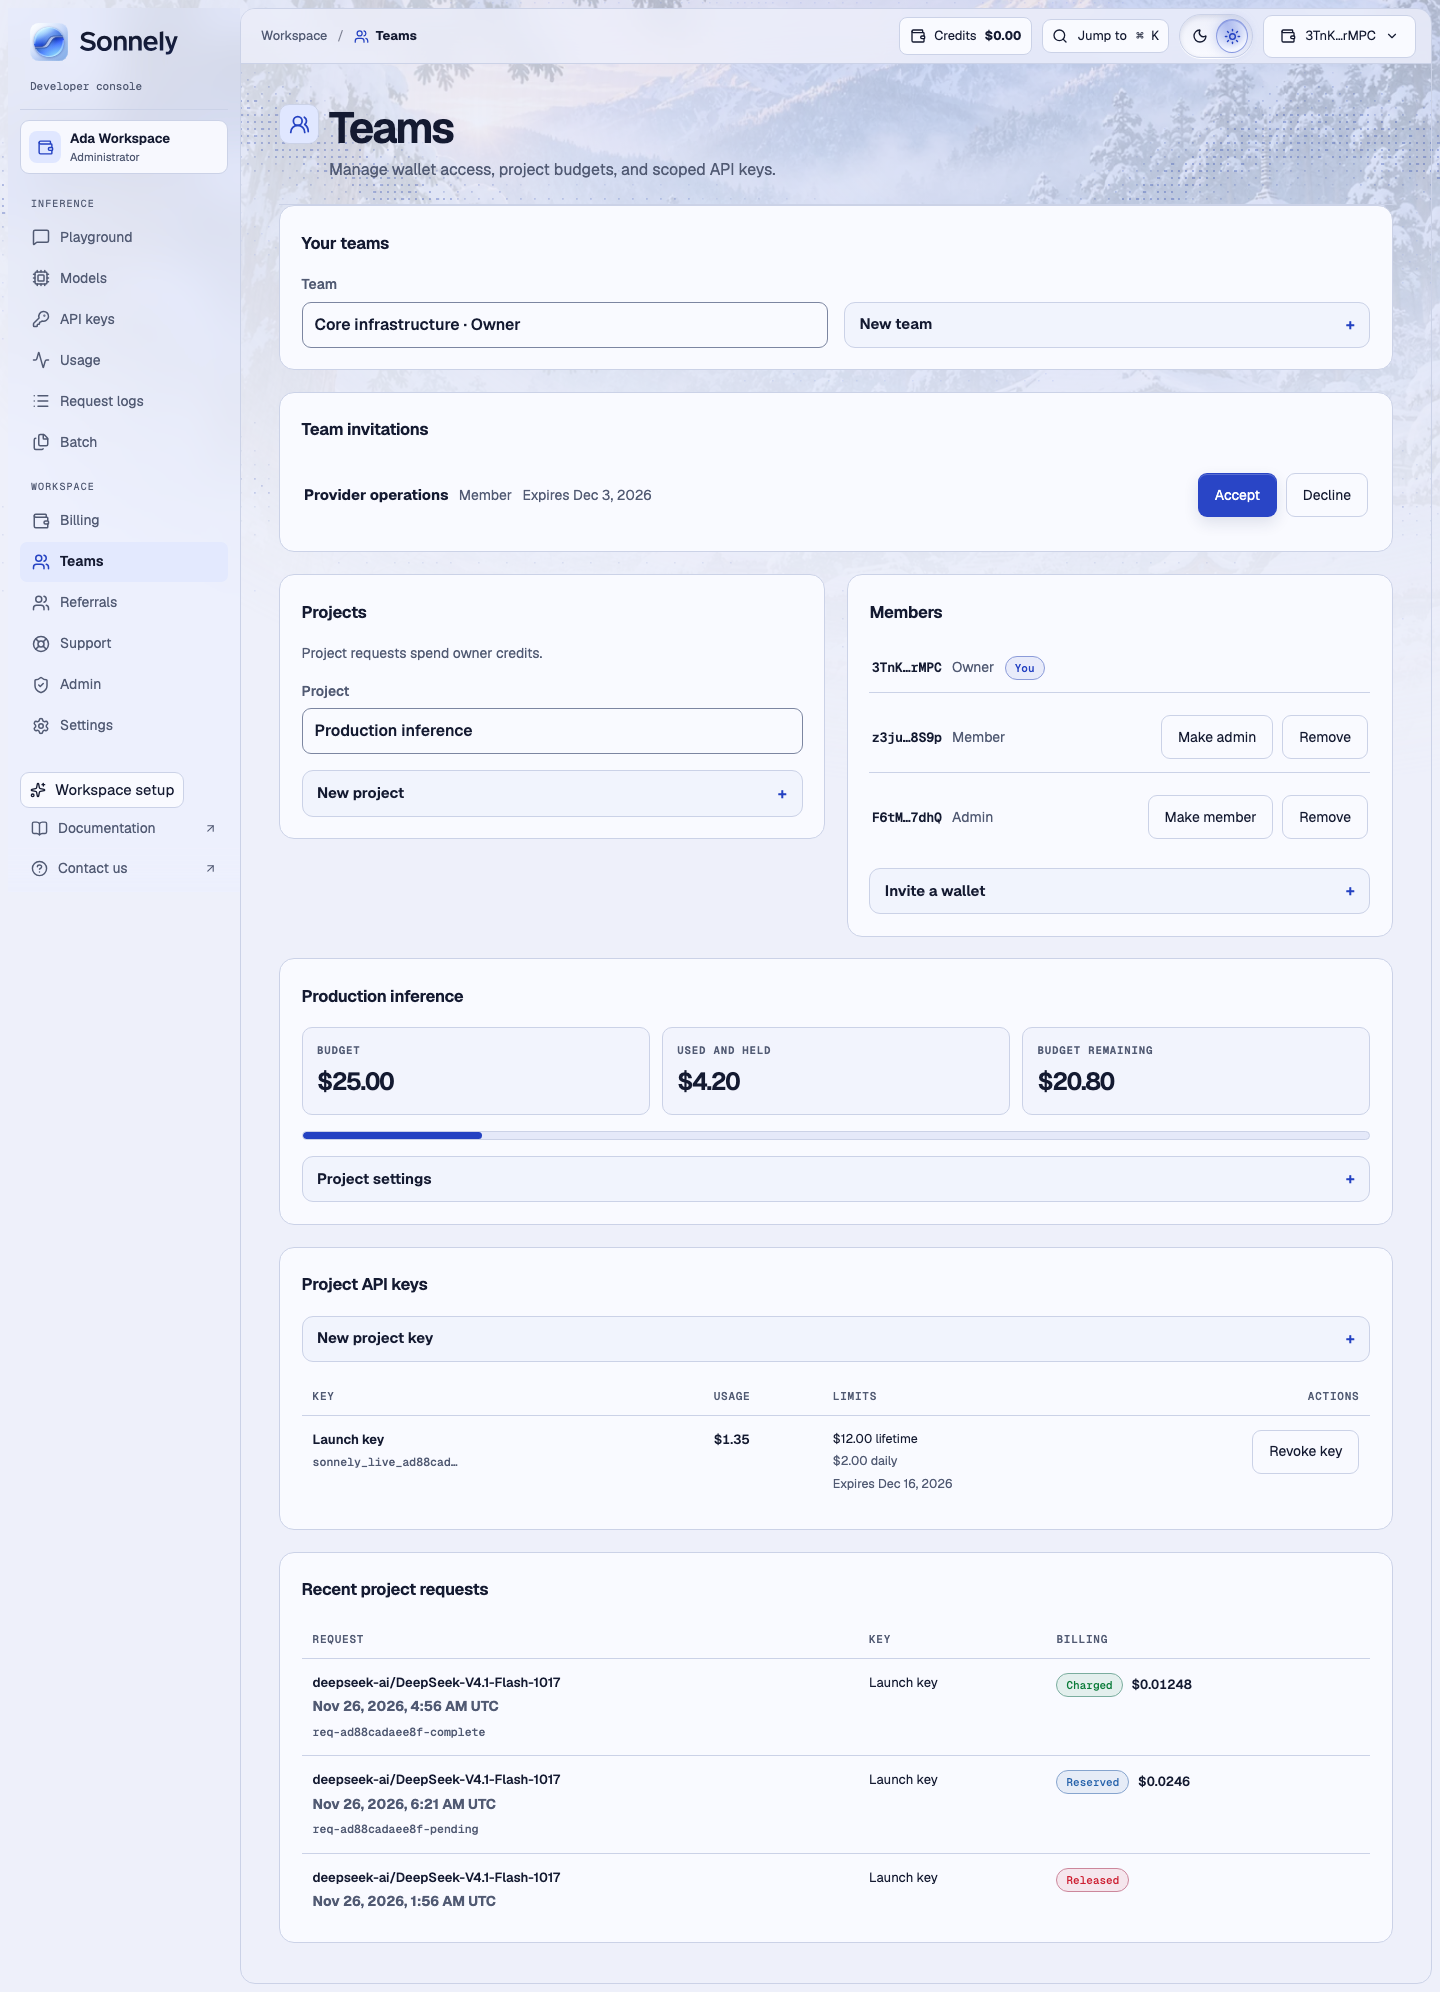 Sonnely
Developer console
Ada Workspace
Administrator
INFERENCE
Playground
Models
API keys
Usage
Request logs
Batch
WORKSPACE
Billing
Teams
Referrals
Support
Admin
Settings
Workspace setup
Documentation
Contact us
Workspace / Teams
Credits $0.00
Jump to ⌘ K
3TnK…rMPC
Teams
Manage wallet access, project budgets, and scoped API keys.
Your teams
Team
Core infrastructure · Owner
New team +
Team invitations
Provider operations Member Expires Dec 3, 2026
Accept
Decline
Projects
Project requests spend owner credits.
Project
Production inference
New project +
Members
3TnK…rMPC Owner You
z3ju…8S9p Member Make admin Remove
F6tM…7dhQ Admin Make member Remove
Invite a wallet +
Production inference
BUDGET
$25.00
USED AND HELD
$4.20
BUDGET REMAINING
$20.80
Project settings +
Project API keys
New project key +
KEY USAGE LIMITS ACTIONS
Launch key $1.35 $12.00 lifetime Revoke key
sonnely_live_ad88cad… $2.00 daily
Expires Dec 16, 2026
Recent project requests
REQUEST KEY BILLING
deepseek-ai/DeepSeek-V4.1-Flash-1017 Launch key Charged $0.01248
Nov 26, 2026, 4:56 AM UTC
req-ad88cadaee8f-complete
deepseek-ai/DeepSeek-V4.1-Flash-1017 Launch key Reserved $0.0246
Nov 26, 2026, 6:21 AM UTC
req-ad88cadaee8f-pending
deepseek-ai/DeepSeek-V4.1-Flash-1017 Launch key Released
Nov 26, 2026, 1:56 AM UTC